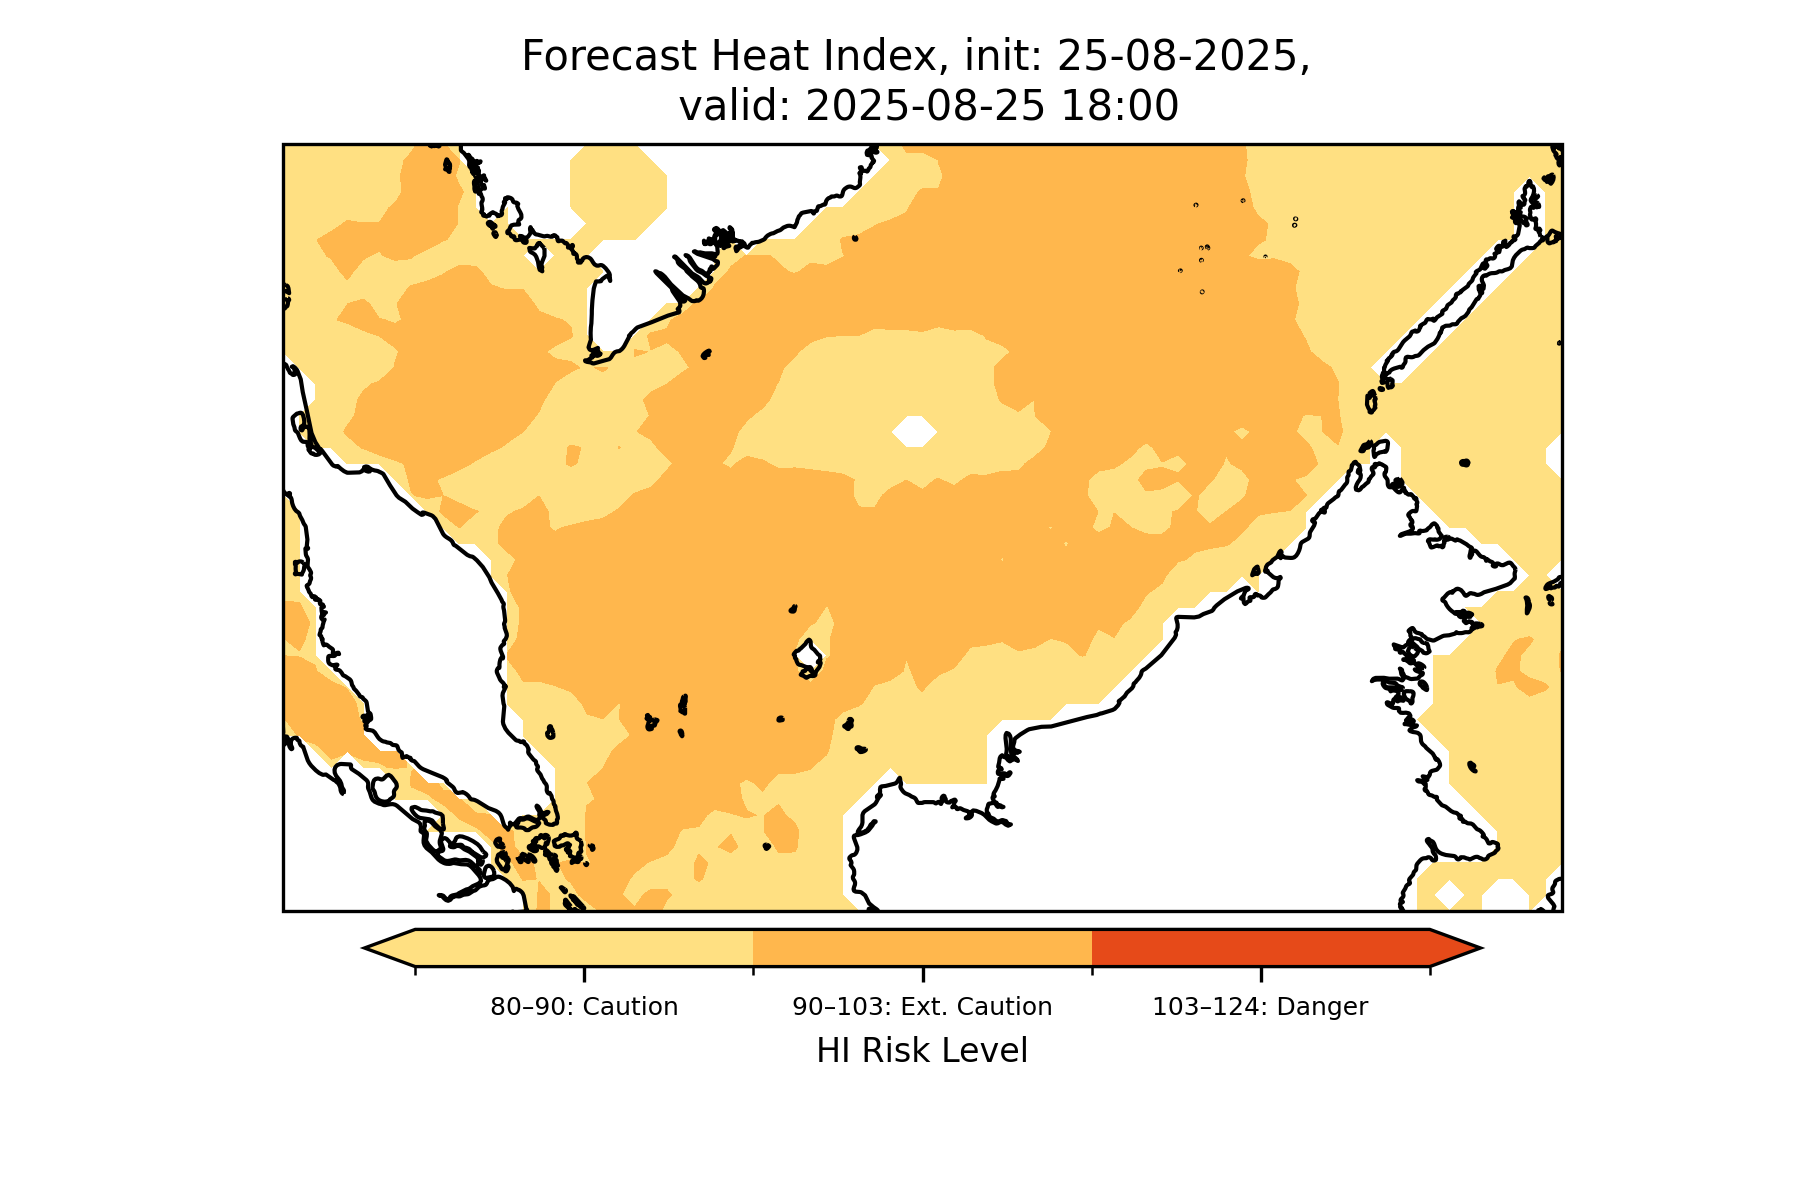 Forecast Heat Index, init: 25-08-2025,
valid: 2025-08-25 18:00
80–90: Caution
90–103: Ext. Caution
103–124: Danger
HI Risk Level